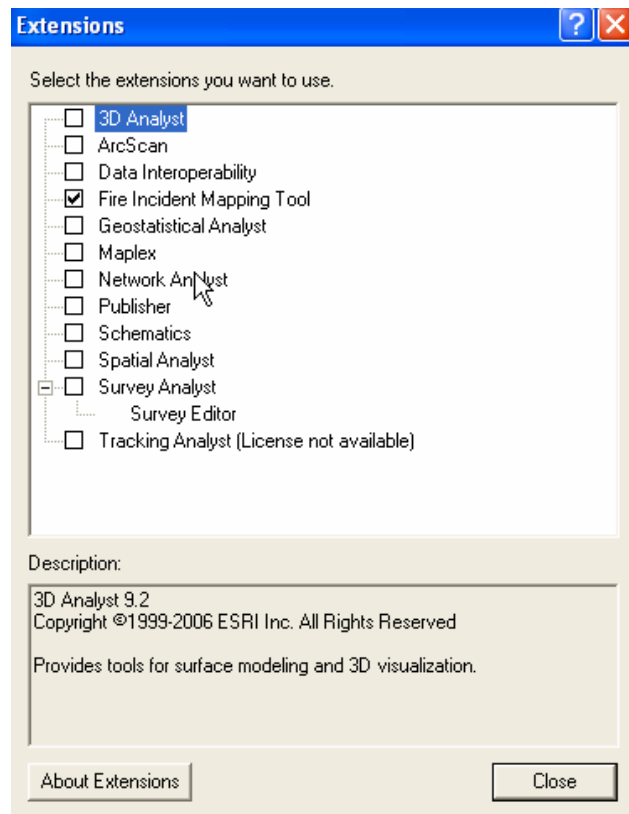 Extensions
Select the extensions you want to use.
3D Analyst
ArcScan
Data Interoperability
Fire Incident Mapping Tool
Geostatistical Analyst
Maplex
Network Analyst
Publisher
Schematics
Spatial Analyst
Survey Analyst
Survey Editor
Tracking Analyst (License not available)
Description:
3D Analyst 9.2
Copyright ©1999-2006 ESRI Inc. All Rights Reserved
Provides tools for surface modeling and 3D visualization.
About Extensions
Close